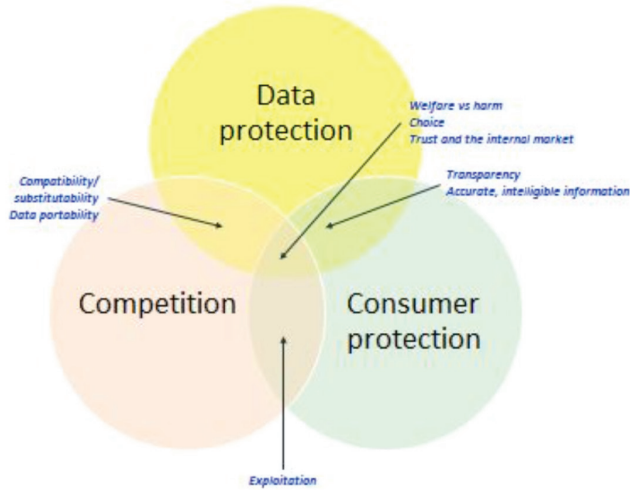 Data
protection
Welfare vs harm
Choice
Trust and the internal market
Compatibility/
substitutability
Data portability
Transparency
Accurate, intelligible information
Competition
Consumer
protection
Exploitation